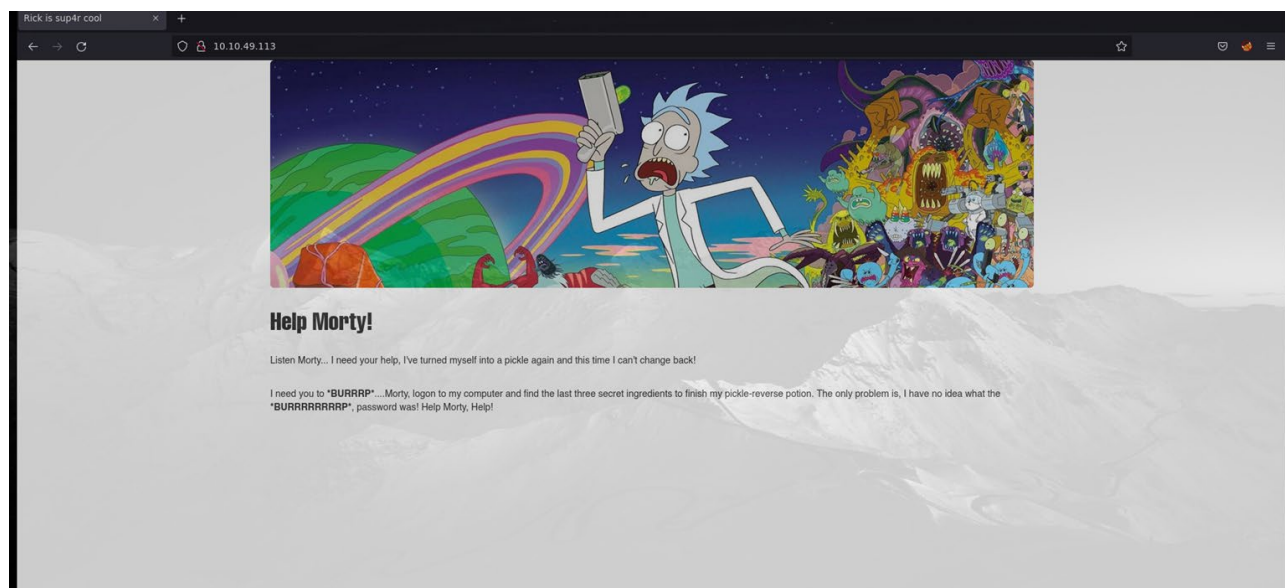 Rick is sup4r cool
10.10.49.113
Help Morty!
Listen Morty... I need your help, I've turned myself into a pickle again and this time I can't change back!
I need you to *BURRRP*....Morty, logon to my computer and find the last three secret ingredients to finish my pickle-reverse potion. The only problem is, I have no idea what the
*BURRRRRRRRP*, password was! Help Morty, Help!